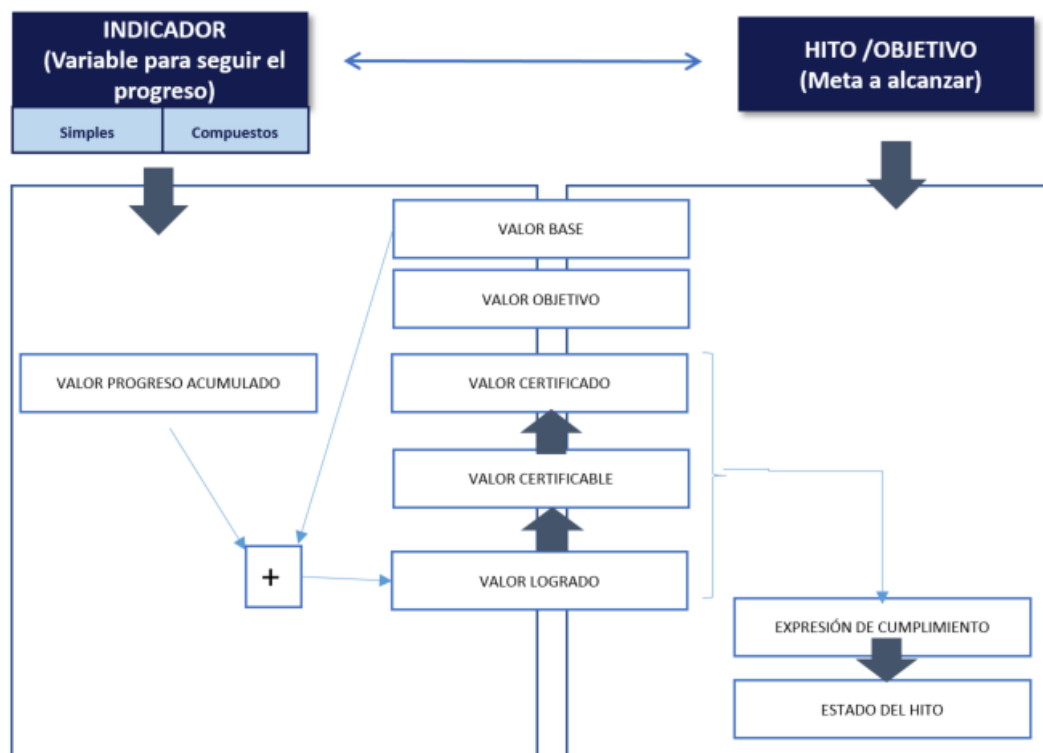 INDICADOR
(Variable para seguir el
progreso)
Simples
Compuestos
HITO /OBJETIVO
(Meta a alcanzar)
VALOR BASE
VALOR OBJETIVO
VALOR PROGRESO ACUMULADO
VALOR CERTIFICADO
VALOR CERTIFICABLE
+
VALOR LOGRADO
EXPRESIÓN DE CUMPLIMIENTO
ESTADO DEL HITO